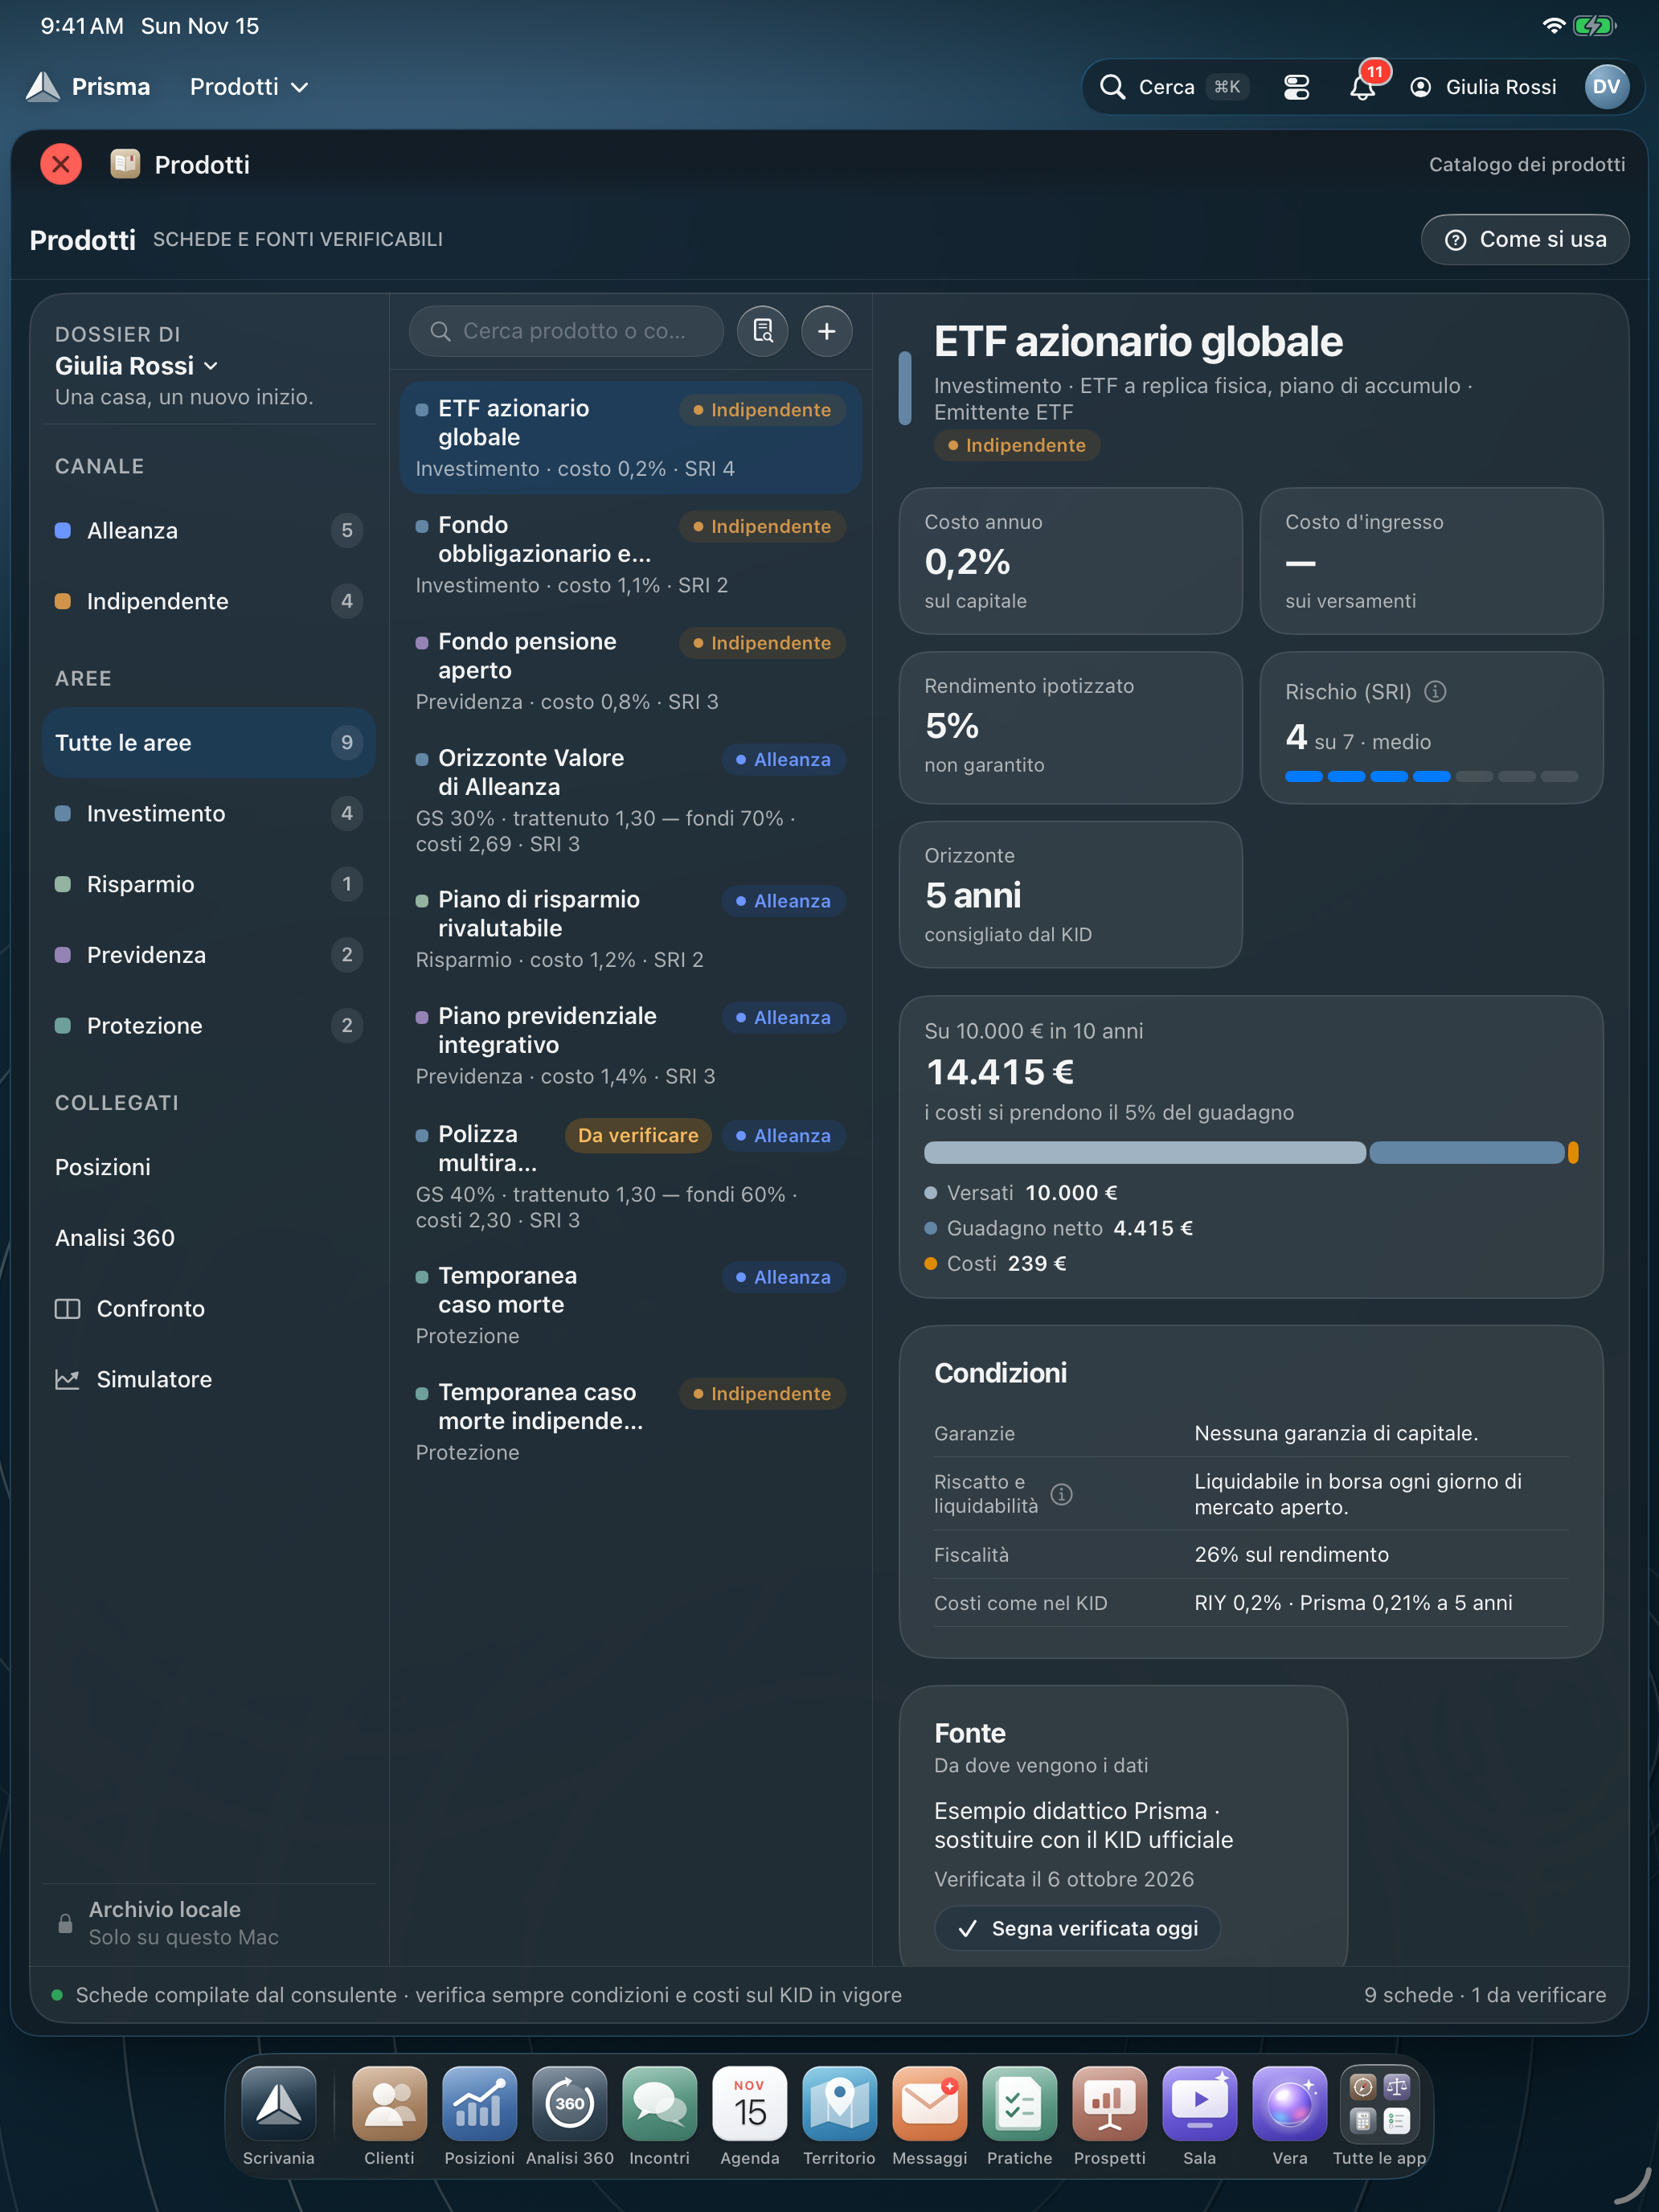 9:41 AM Sun Nov 15
Prisma
Prodotti
Cerca ⌘K
11
Giulia Rossi
DV
Prodotti
Catalogo dei prodotti
Prodotti SCHEDE E FONTI VERIFICABILI
Come si usa
DOSSIER DI
Giulia Rossi
Una casa, un nuovo inizio.
CANALE
Alleanza 5
Indipendente 4
AREE
Tutte le aree 9
Investimento 4
Risparmio 1
Previdenza 2
Protezione 2
COLLEGATI
Posizioni
Analisi 360
Confronto
Simulatore
Archivio locale
Solo su questo Mac
Cerca prodotto o co...
ETF azionario
globale
Indipendente
Investimento · costo 0,2% · SRI 4
Fondo
obbligazionario e...
Indipendente
Investimento · costo 1,1% · SRI 2
Fondo pensione
aperto
Indipendente
Previdenza · costo 0,8% · SRI 3
Orizzonte Valore
di Alleanza
Alleanza
GS 30% · trattenuto 1,30 — fondi 70% ·
costi 2,69 · SRI 3
Piano di risparmio
rivalutabile
Alleanza
Risparmio · costo 1,2% · SRI 2
Piano previdenziale
integrativo
Alleanza
Previdenza · costo 1,4% · SRI 3
Polizza
multira...
Da verificare
Alleanza
GS 40% · trattenuto 1,30 — fondi 60% ·
costi 2,30 · SRI 3
Temporanea
caso morte
Alleanza
Protezione
Temporanea caso
morte indipende...
Indipendente
Protezione
ETF azionario globale
Investimento · ETF a replica fisica, piano di accumulo ·
Emittente ETF
Indipendente
Costo annuo
0,2%
sul capitale
Costo d'ingresso
—
sui versamenti
Rendimento ipotizzato
5%
non garantito
Rischio (SRI)
4 su 7 · medio
Orizzonte
5 anni
consigliato dal KID
Su 10.000 € in 10 anni
14.415 €
i costi si prendono il 5% del guadagno
Versati 10.000 €
Guadagno netto 4.415 €
Costi 239 €
Condizioni
Garanzie
Nessuna garanzia di capitale.
Riscatto e
liquidabilità
Liquidabile in borsa ogni giorno di
mercato aperto.
Fiscalità
26% sul rendimento
Costi come nel KID
RIY 0,2% · Prisma 0,21% a 5 anni
Fonte
Da dove vengono i dati
Esempio didattico Prisma ·
sostituire con il KID ufficiale
Verificata il 6 ottobre 2026
Segna verificata oggi
Schede compilate dal consulente · verifica sempre condizioni e costi sul KID in vigore
9 schede · 1 da verificare
360
NOV
15
Scrivania
Clienti
Posizioni
Analisi 360
Incontri
Agenda
Territorio
Messaggi
Pratiche
Prospetti
Sala
Vera
Tutte le app